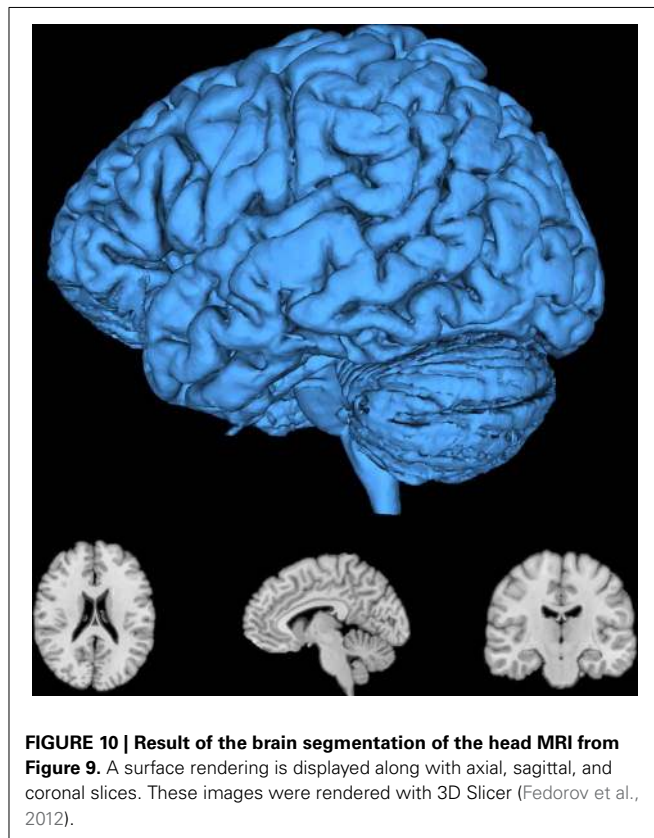 FIGURE 10 | Result of the brain segmentation of the head MRI from
Figure 9. A surface rendering is displayed along with axial, sagittal, and
coronal slices. These images were rendered with 3D Slicer (Fedorov et al.,
2012).